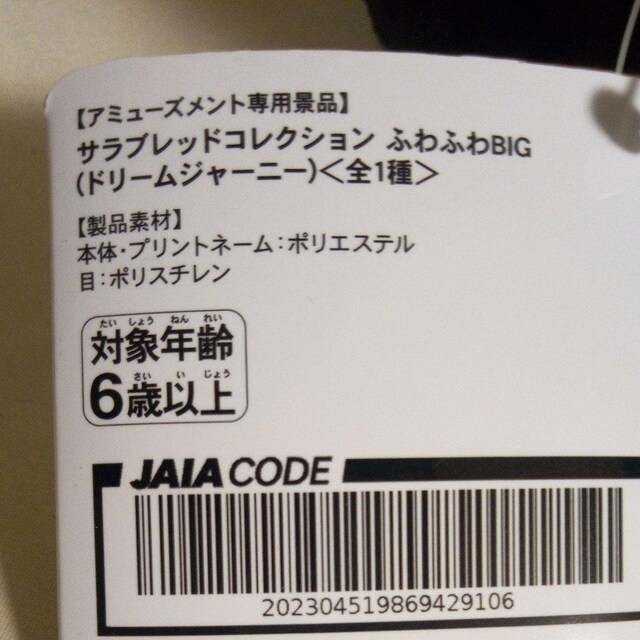 【アミューズメント専用景品】
サラブレッドコレクション ふわふわBIG
(ドリームジャーニー)<全1種>
【製品素材】
本体・プリントネーム:ポリエステル
目:ポリスチレン
たい しょう ねん れい
対象年齢
さい い じょう
6歳以上
JAIA CODE
202304519869429106